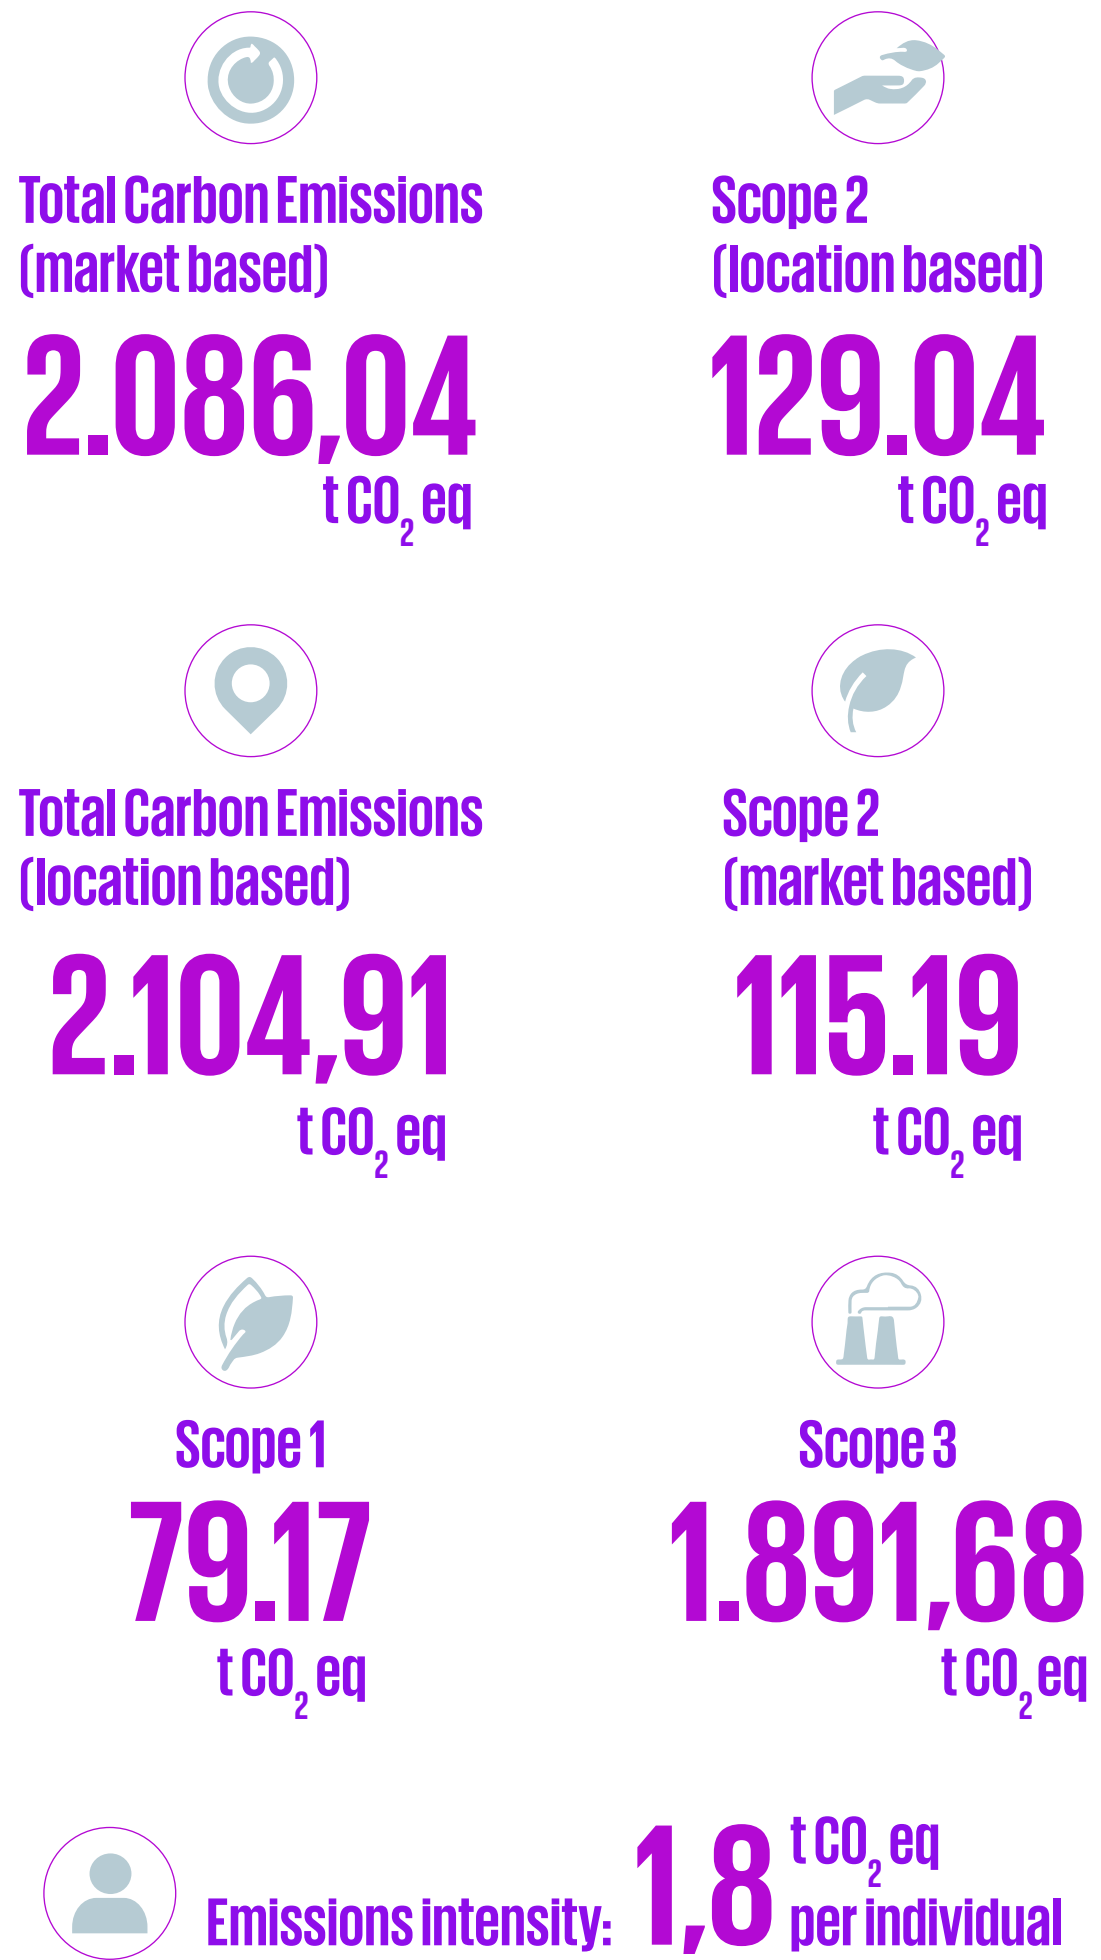 Total Carbon Emissions
(market based)
2.086,04
t CO2 eq
Scope 2
(location based)
129.04
t CO2 eq
Total Carbon Emissions
(location based)
2.104,91
t CO2 eq
Scope 2
(market based)
115.19
t CO2 eq
Scope 1
79.17
t CO2 eq
Scope 3
1.891,68
t CO2 eq
Emissions intensity: 1,8
t CO2 eq
per individual